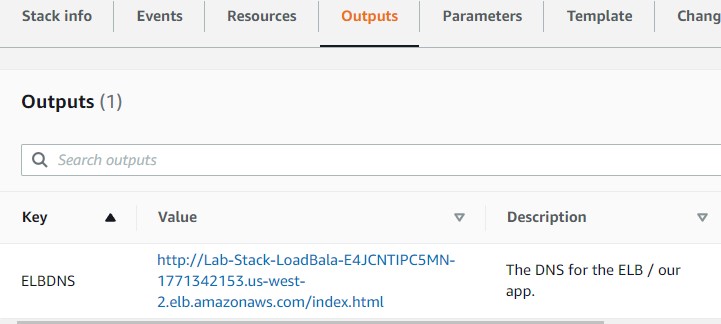 Stack info Events Resources Outputs Parameters Template Chang
Outputs (1)
Search outputs
Key Value Description
ELBDNS http://Lab-Stack-LoadBala-E4JCNTIPC5MN-
1771342153.us-west-
2.elb.amazonaws.com/index.html
The DNS for the ELB / our
app.